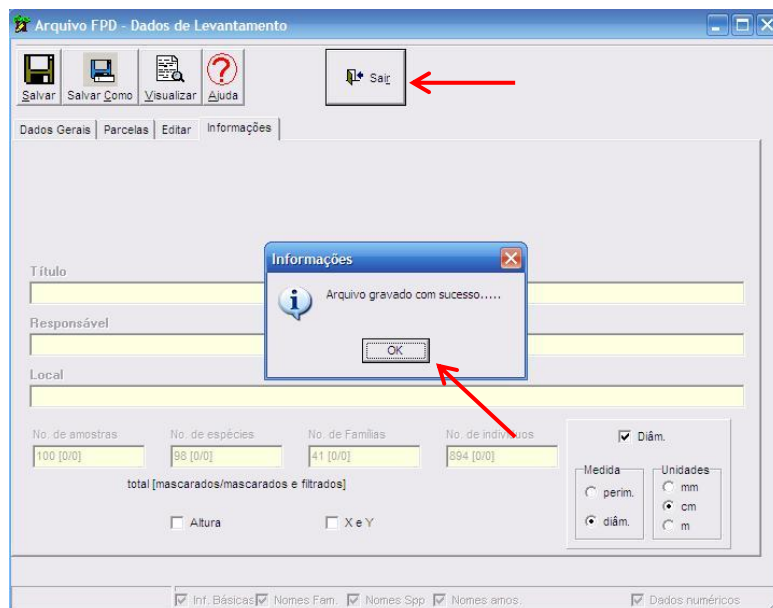 Arquivo FPD - Dados de Levantamento
Salvar Salvar Como Visualizar Ajuda Sair
Dados Gerais Parcelas Editar Informações
Informações
Arquivo gravado com sucesso.....
OK
Título
Responsável
Local
No. de amostras No. de espécies No. de Famílias No. de indivíduos
100 [0/0] 98 [0/0] 41 [0/0] 894 [0/0]
total [mascarados/mascarados e filtrados]
Altura X e Y
Diâm.
Medida
perim.
diâm.
Unidades
mm
cm
m
Inf. Básicas Nomes Fam. Nomes Spp Nomes amos. Dados numéricos